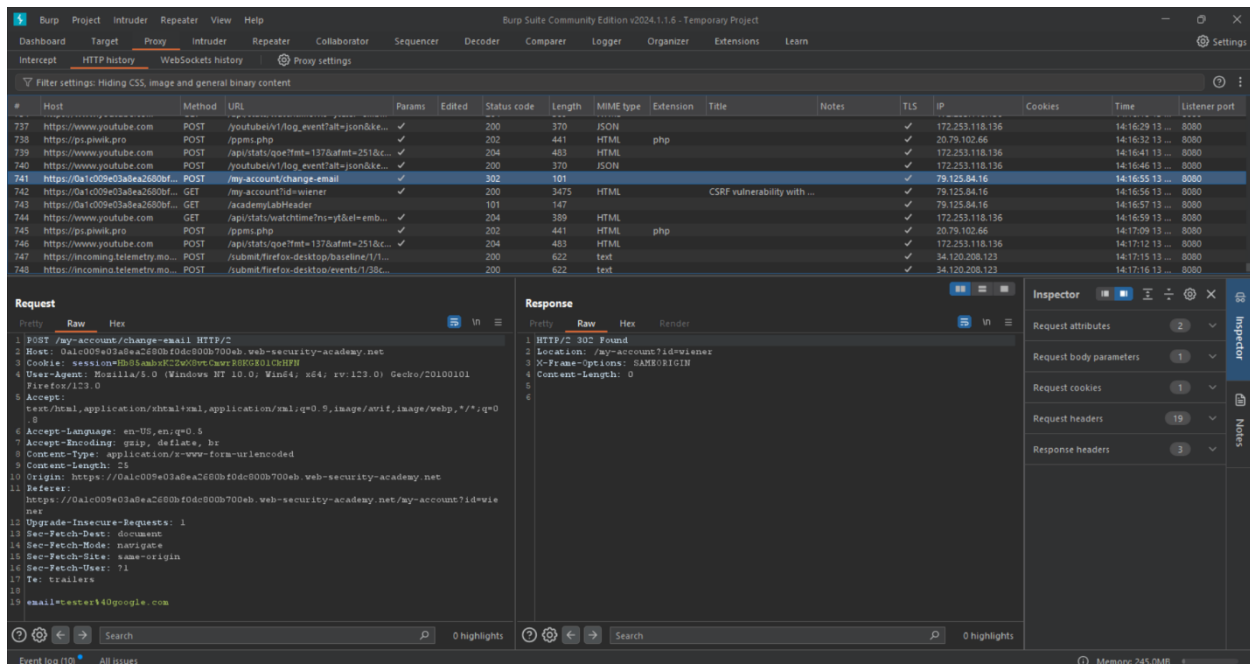 Burp Project Intruder Repeater View Help Burp Suite Community Edition v2024.1.1.6 - Temporary Project
Dashboard Target Proxy Intruder Repeater Collaborator Sequencer Decoder Comparer Logger Organizer Extensions Learn Settings
Intercept HTTP history WebSockets history Proxy settings
Filter settings: Hiding CSS, image and general binary content
# Host Method URL Params Edited Status code Length MIME type Extension Title Notes TLS IP Cookies Time Listener port
737 https://www.youtube.com POST /youtubei/v1/log_event?alt=json&ke... ✓ 200 370 JSON ✓ 172.253.118.136 14:16:29 13 ... 8080
738 https://ps.piwik.pro POST /ppms.php ✓ 202 441 HTML php ✓ 20.79.102.66 14:16:32 13 ... 8080
739 https://www.youtube.com POST /api/stats/qoe?fmt=137&afmt=251&c... ✓ 204 483 HTML ✓ 172.253.118.136 14:16:41 13 ... 8080
740 https://www.youtube.com POST /youtubei/v1/log_event?alt=json&ke... ✓ 200 370 JSON ✓ 172.253.118.136 14:16:46 13 ... 8080
741 https://0a1c009e03a8ea2680bf... POST /my-account/change-email ✓ 302 101 ✓ 79.125.84.16 14:16:55 13 ... 8080
742 https://0a1c009e03a8ea2680bf... GET /my-account?id=wiener ✓ 200 3475 HTML CSRF vulnerability with ... ✓ 79.125.84.16 14:16:56 13 ... 8080
743 https://0a1c009e03a8ea2680bf... GET /academyLabHeader 101 147 ✓ 79.125.84.16 14:16:57 13 ... 8080
744 https://www.youtube.com GET /api/stats/watchtime?ns=yt&el=emb... ✓ 204 389 HTML ✓ 172.253.118.136 14:16:59 13 ... 8080
745 https://ps.piwik.pro POST /ppms.php ✓ 202 441 HTML php ✓ 20.79.102.66 14:17:09 13 ... 8080
746 https://www.youtube.com POST /api/stats/qoe?fmt=137&afmt=251&c... ✓ 204 483 HTML ✓ 172.253.118.136 14:17:12 13 ... 8080
747 https://incoming.telemetry.mo... POST /submit/firefox-desktop/baseline/1/1... 200 622 text ✓ 34.120.208.123 14:17:15 13 ... 8080
748 https://incoming.telemetry.mo... POST /submit/firefox-desktop/events/1/38c... 200 622 text ✓ 34.120.208.123 14:17:16 13 ... 8080
Request
Pretty Raw Hex \n
1 POST /my-account/change-email HTTP/2
2 Host: 0a1c009e03a8ea2680bf0dc800b700eb.web-security-academy.net
3 Cookie:
4 User-Agent: Mozilla/5.0 (Windows NT 10.0; Win64; x64; rv:123.0) Gecko/20100101
Firefox/123.0
5 Accept:
text/html,application/xhtml+xml,application/xml;q=0.9,image/avif,image/webp,*/*;q=0
.8
6 Accept-Language: en-US,en;q=0.5
7 Accept-Encoding: gzip, deflate, br
8 Content-Type: application/x-www-form-urlencoded
9 Content-Length: 25
10 Origin: https://0a1c009e03a8ea2680bf0dc800b700eb.web-security-academy.net
11 Referer:
https://0a1c009e03a8ea2680bf0dc800b700eb.web-security-academy.net/my-account?id=wie
ner
12 Upgrade-Insecure-Requests: 1
13 Sec-Fetch-Dest: document
14 Sec-Fetch-Mode: navigate
15 Sec-Fetch-Site: same-origin
16 Sec-Fetch-User: ?1
17 Te: trailers
18
19 email=tester%40google.com
Search 0 highlights
Response
Pretty Raw Hex Render \n
1 HTTP/2 302 Found
2 Location: /my-account?id=wiener
3 X-Frame-Options: SAMEORIGIN
4 Content-Length: 0
5
6
Search 0 highlights
Inspector
Request attributes 2
Request body parameters 1
Request cookies 1
Request headers 19
Response headers 3
Inspector
Notes
Event log (10) All issues Memory: 245.0MB